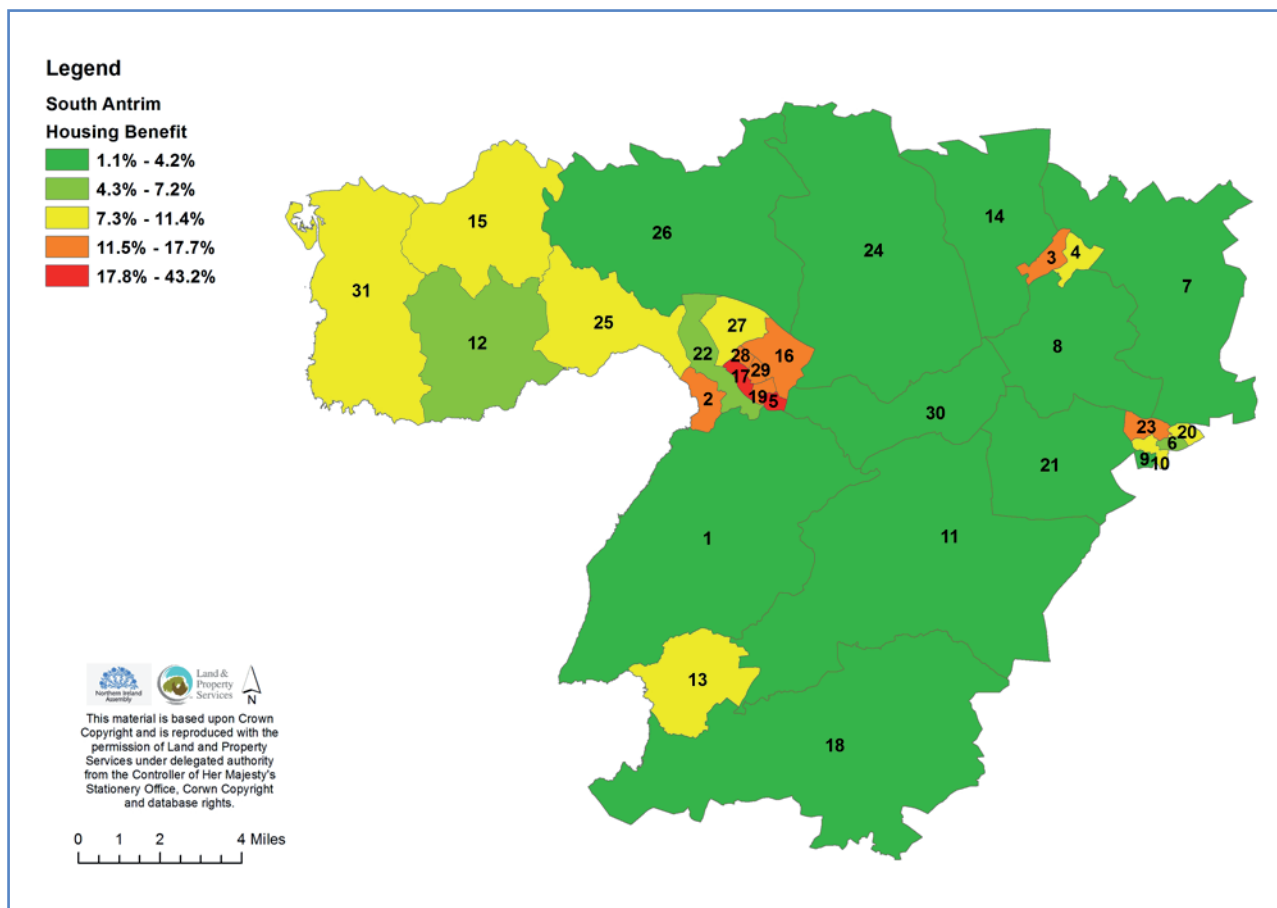 Legend
South Antrim
Housing Benefit
1.1% - 4.2%
4.3% - 7.2%
7.3% - 11.4%
11.5% - 17.7%
17.8% - 43.2%
14
15
26
24
3
4
7
31
25
27
8
12
22
28
16
17
29
2
19
5
30
23
20
6
21
9
10
1
11
13
18
Northern Ireland
Assembly
Land &
Property
Services
N
This material is based upon Crown
Copyright and is reproduced with the
permission of Land and Property
Services under delegated authority
from the Controller of Her Majesty's
Stationery Office, Corwn Copyright
and database rights.
0 1 2 4 Miles